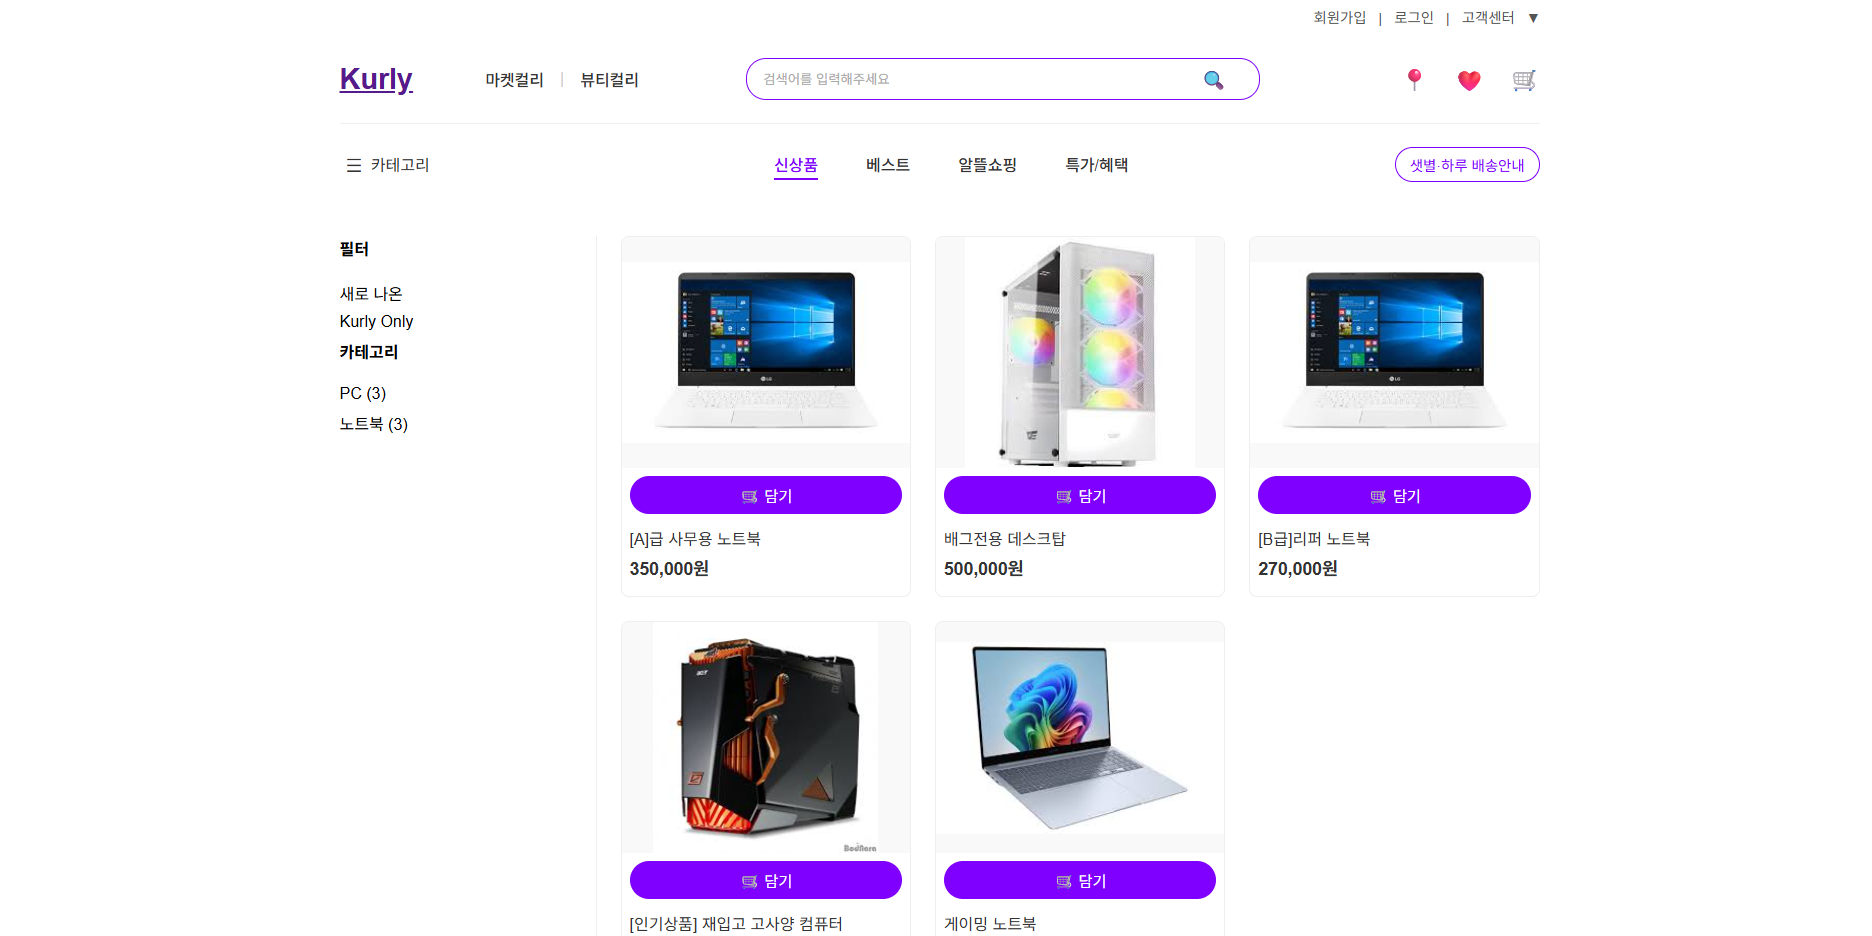 회원가입 | 로그인 | 고객센터 ▼
Kurly
마켓컬리 | 뷰티컬리
검색어를 입력해주세요
☰ 카테고리
신상품
베스트
알뜰쇼핑
특가/혜택
샛별·하루 배송안내
필터
새로 나온
Kurly Only
카테고리
PC (3)
노트북 (3)
LG
담기
[A]급 사무용 노트북
350,000원
담기
배그전용 데스크탑
500,000원
LG
담기
[B급]리퍼 노트북
270,000원
acer
BodNara
담기
[인기상품] 재입고 고사양 컴퓨터
담기
게이밍 노트북